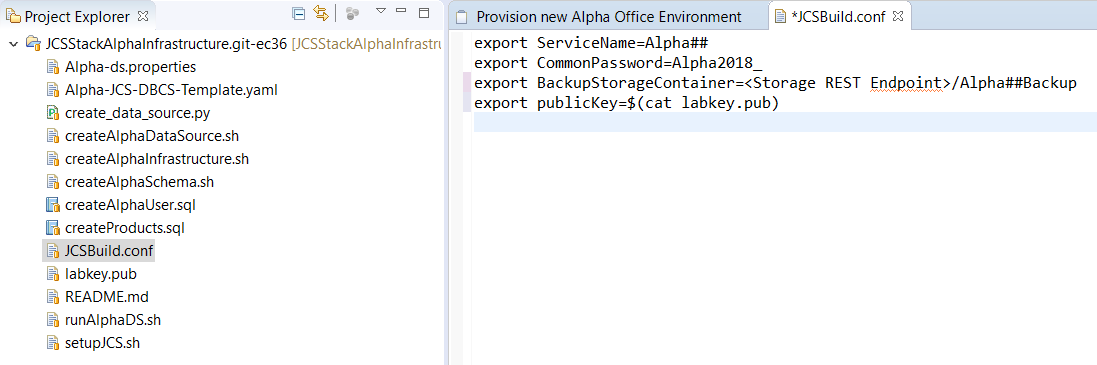 Project Explorer
JCSStackAlphaInfrastructure.git-ec36 [JCSStackAlphaInfrastru
Alpha-ds.properties
Alpha-JCS-DBCS-Template.yaml
create_data_source.py
createAlphaDataSource.sh
createAlphaInfrastructure.sh
createAlphaSchema.sh
createAlphaUser.sql
createProducts.sql
JCSBuild.conf
labkey.pub
README.md
runAlphaDS.sh
setupJCS.sh
Provision new Alpha Office Environment
*JCSBuild.conf
export ServiceName=Alpha##
export CommonPassword=Alpha2018_
export BackupStorageContainer=<Storage REST Endpoint>/Alpha##Backup
export publicKey=$(cat labkey.pub)